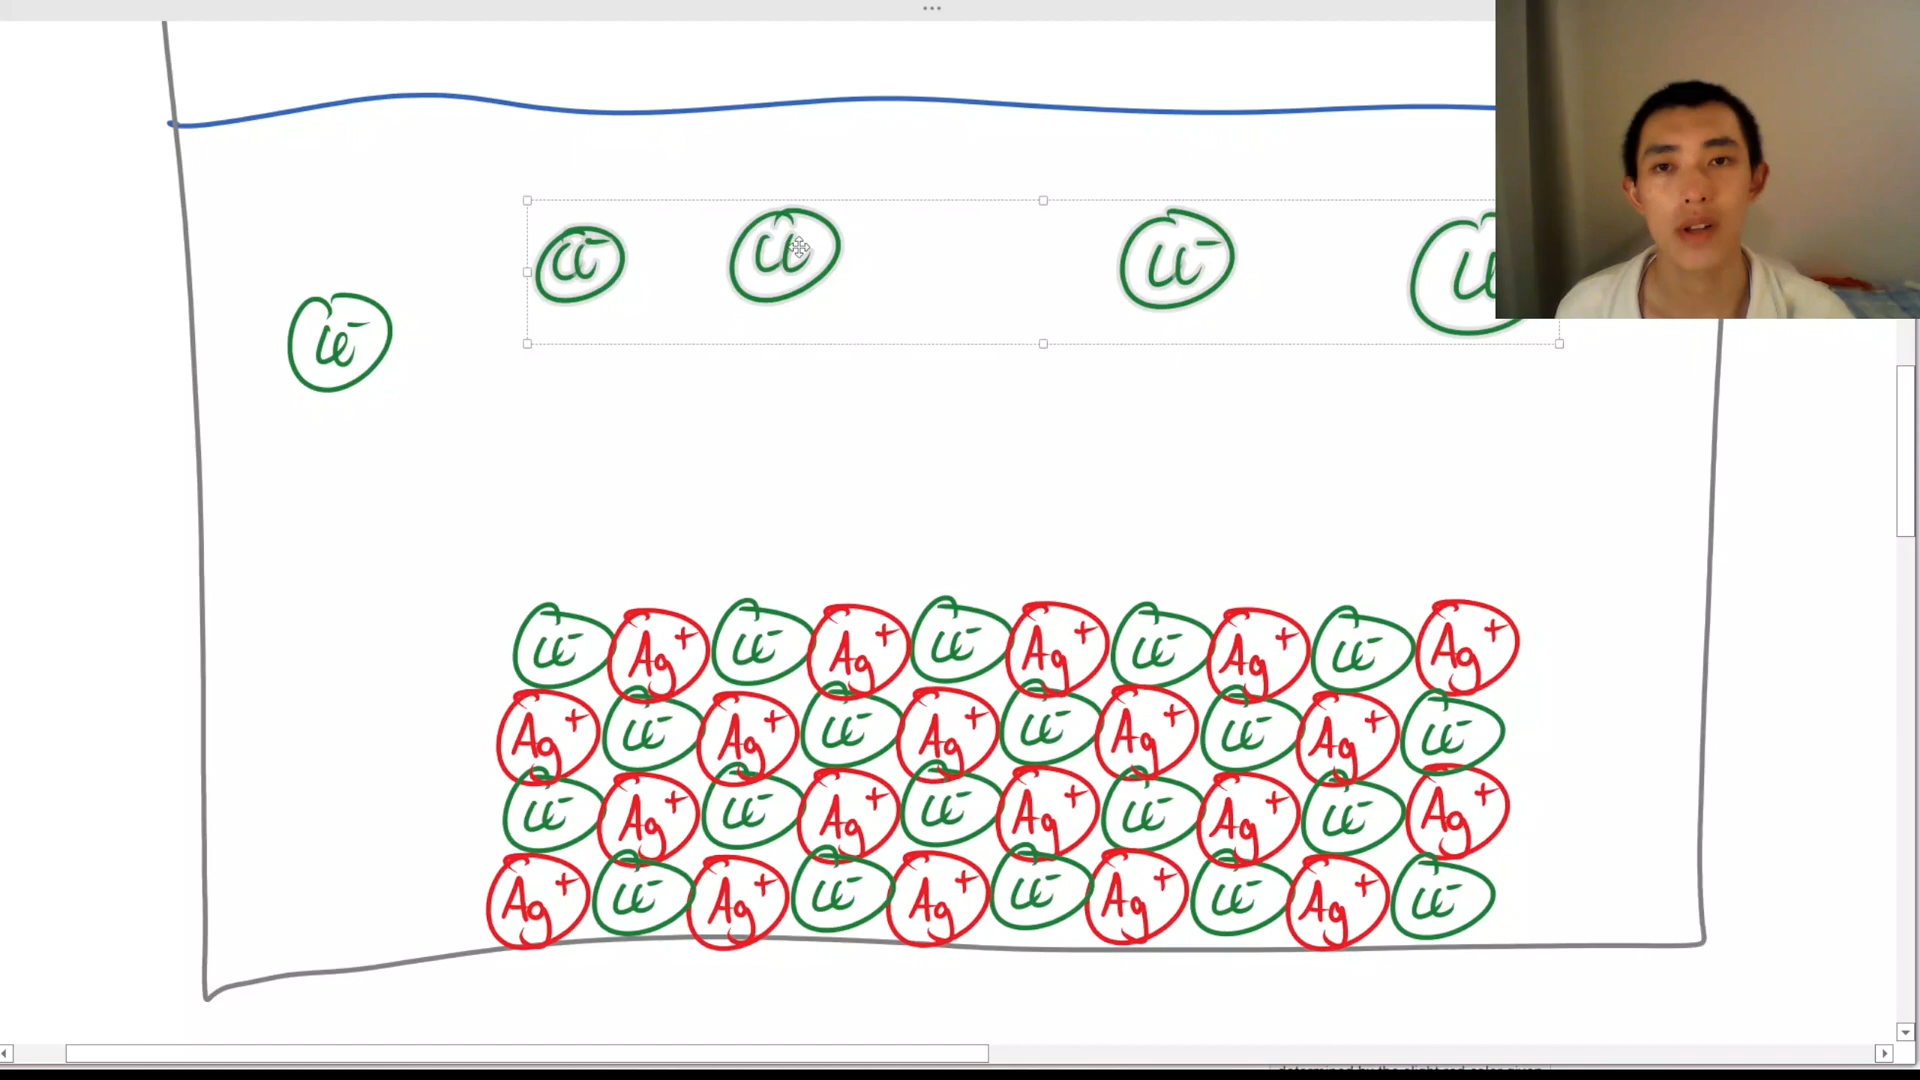 Cl⁻ Cl⁻ Cl⁻
Cl⁻
Cl⁻ Ag⁺ Cl⁻ Ag⁺ Cl⁻ Ag⁺ Cl⁻ Ag⁺ Cl⁻ Ag⁺
Ag⁺ Cl⁻ Ag⁺ Cl⁻ Ag⁺ Cl⁻ Ag⁺ Cl⁻ Ag⁺ Cl⁻
Cl⁻ Ag⁺ Cl⁻ Ag⁺ Cl⁻ Ag⁺ Cl⁻ Ag⁺ Cl⁻ Ag⁺
Ag⁺ Cl⁻ Ag⁺ Cl⁻ Ag⁺ Cl⁻ Ag⁺ Cl⁻ Ag⁺ Cl⁻